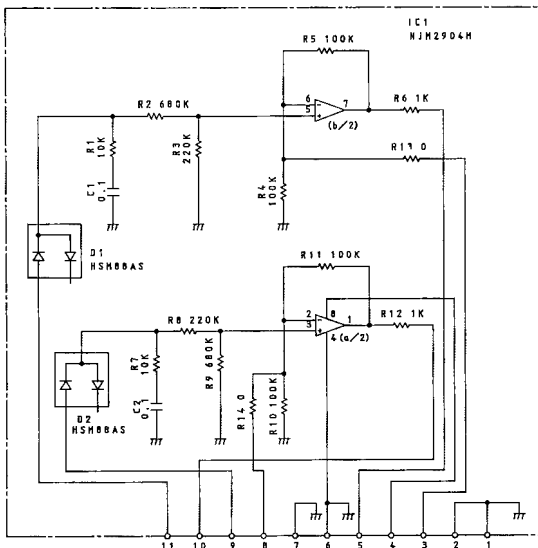 IC1
NJM2904M
R5 100K
R2 680K
6
7
5
(b/2)
R6 1K
R1
10K
R3
220K
R13 0
C1
0.1
R4
100K
D1
HSM88AS
R11 100K
R8 220K
2
8
1
3
4
(a/2)
R12 1K
R7
10K
R9 680K
R14 0
R10 100K
C2
0.1
D2
HSM88AS
11 10 9 8 7 6 5 4 3 2 1